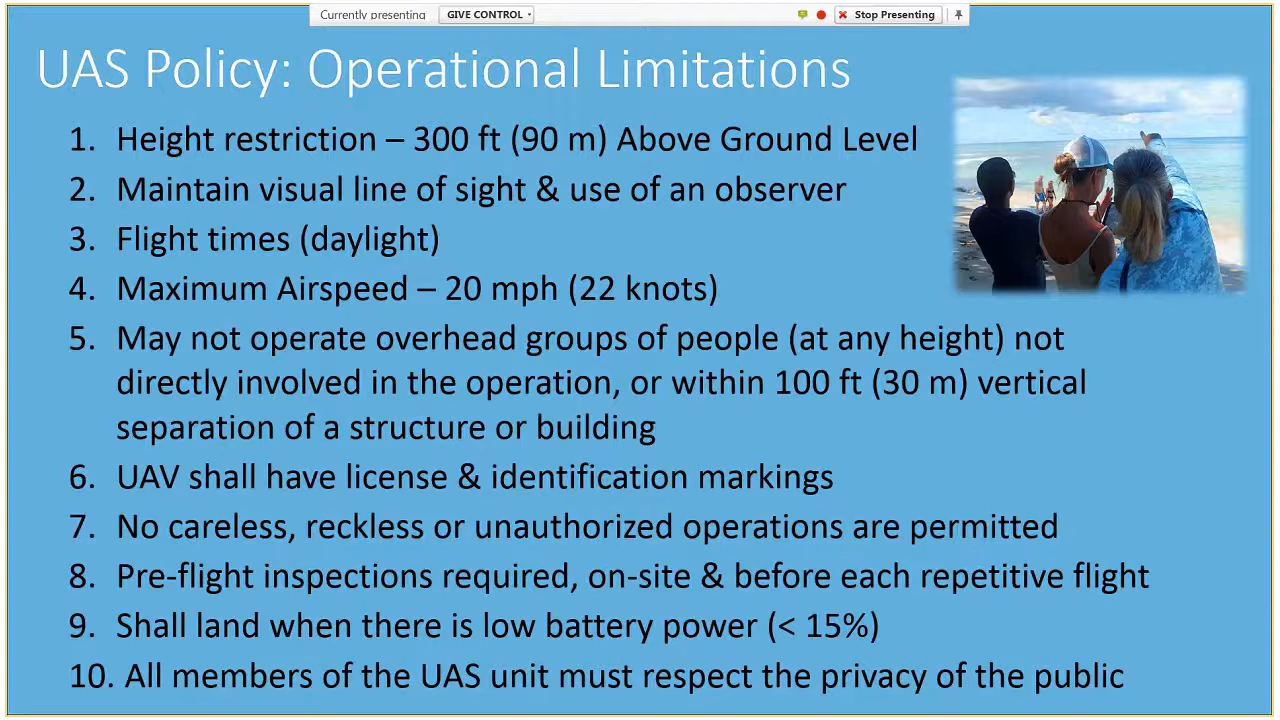 Currently presenting GIVE CONTROL Stop Presenting
UAS Policy: Operational Limitations
1. Height restriction – 300 ft (90 m) Above Ground Level
2. Maintain visual line of sight & use of an observer
3. Flight times (daylight)
4. Maximum Airspeed – 20 mph (22 knots)
5. May not operate overhead groups of people (at any height) not
directly involved in the operation, or within 100 ft (30 m) vertical
separation of a structure or building
6. UAV shall have license & identification markings
7. No careless, reckless or unauthorized operations are permitted
8. Pre-flight inspections required, on-site & before each repetitive flight
9. Shall land when there is low battery power (< 15%)
10. All members of the UAS unit must respect the privacy of the public